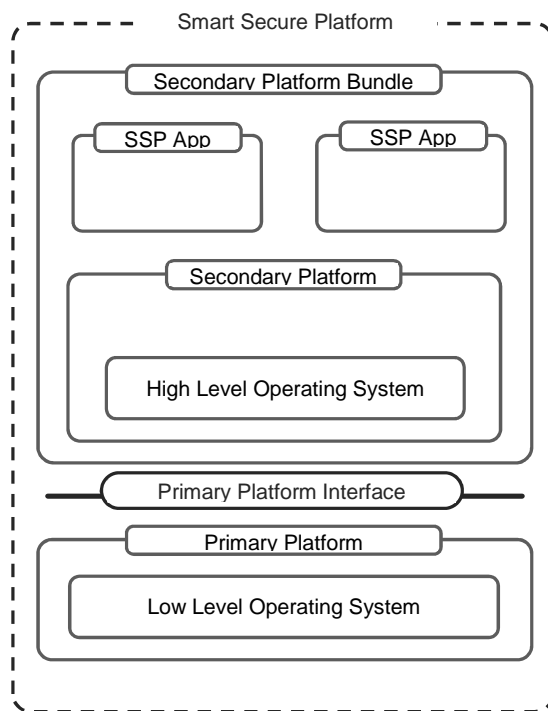 Smart Secure Platform
Secondary Platform Bundle
SSP App
SSP App
Secondary Platform
High Level Operating System
Primary Platform Interface
Primary Platform
Low Level Operating System